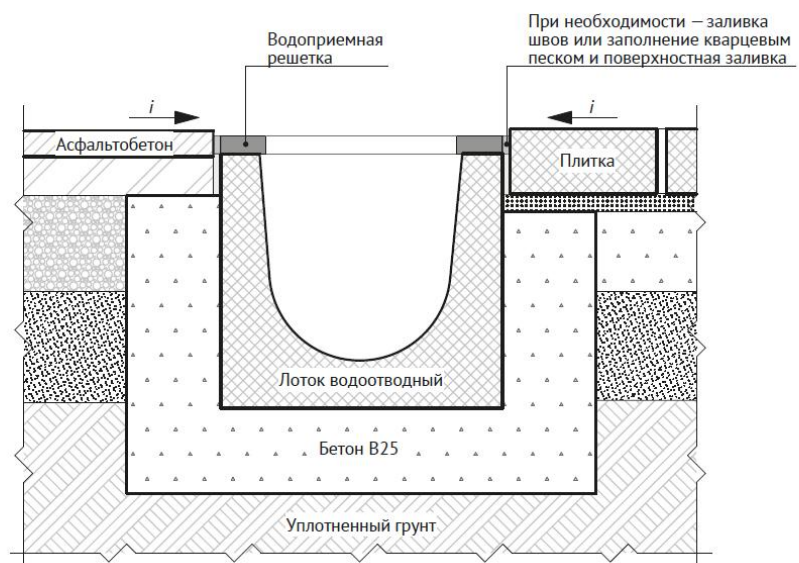 Водоприемная
решетка
При необходимости — заливка
швов или заполнение кварцевым
песком и поверхностная заливка
i
i
Асфальтобетон
Плитка
Лоток водоотводный
Бетон В25
Уплотненный грунт